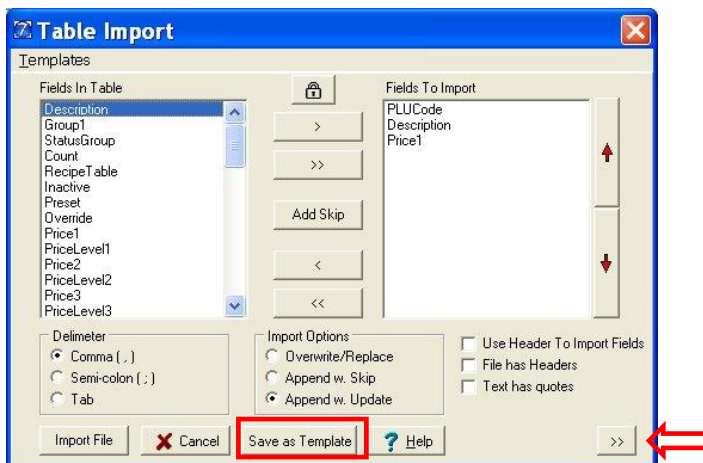 Table Import
Templates
Fields In Table
Description
Group1
StatusGroup
Count
RecipeTable
Inactive
Preset
Override
Price1
PriceLevel1
Price2
PriceLevel2
Price3
PriceLevel3
>
>>
Add Skip
<
<<
Fields To Import
PLUCode
Description
Price1
Delimeter
Comma ( , )
Semi-colon ( ; )
Tab
Import Options
Overwrite/Replace
Append w. Skip
Append w. Update
Use Header To Import Fields
File has Headers
Text has quotes
Import File
Cancel
Save as Template
? Help
>>